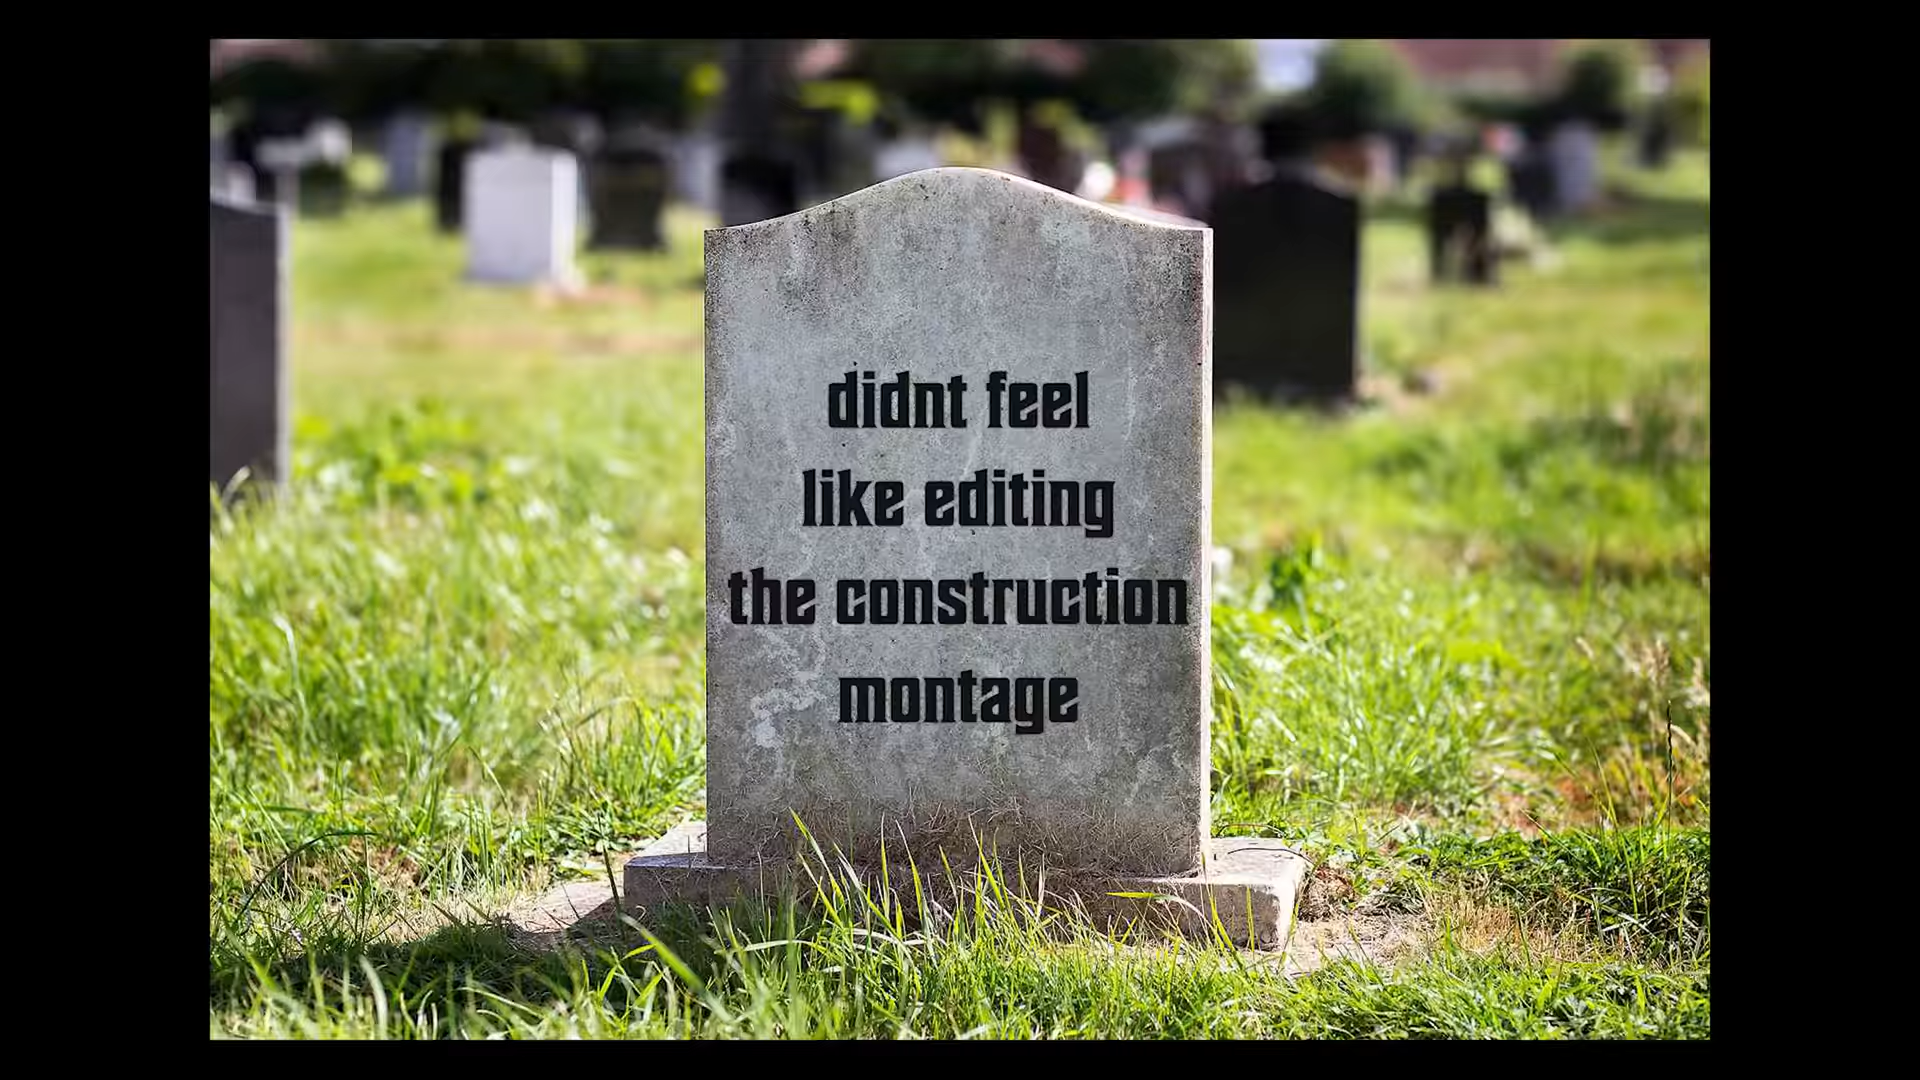 didnt feel
like editing
the construction
montage